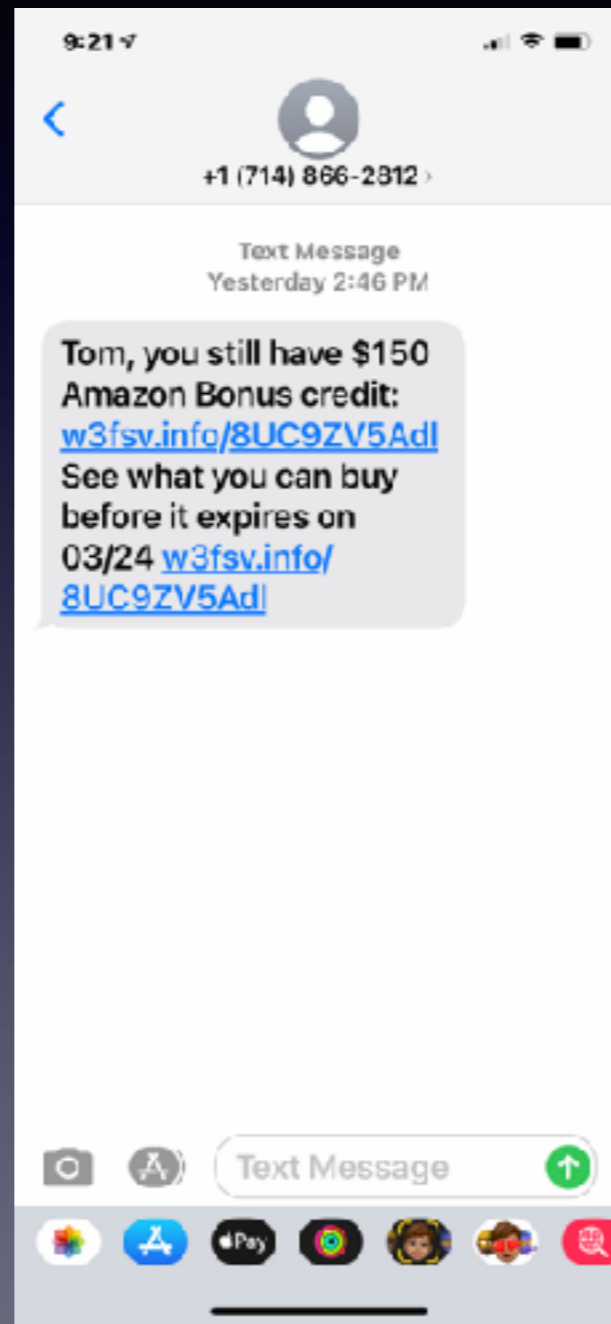 9:21
+1 (714) 866-2812
Text Message
Yesterday 2:46 PM
Tom, you still have $150
Amazon Bonus credit:
w3fsv.info/8UC9ZV5Adl
See what you can buy
before it expires on
03/24 w3fsv.info/
8UC9ZV5Adl
Text Message
Pay